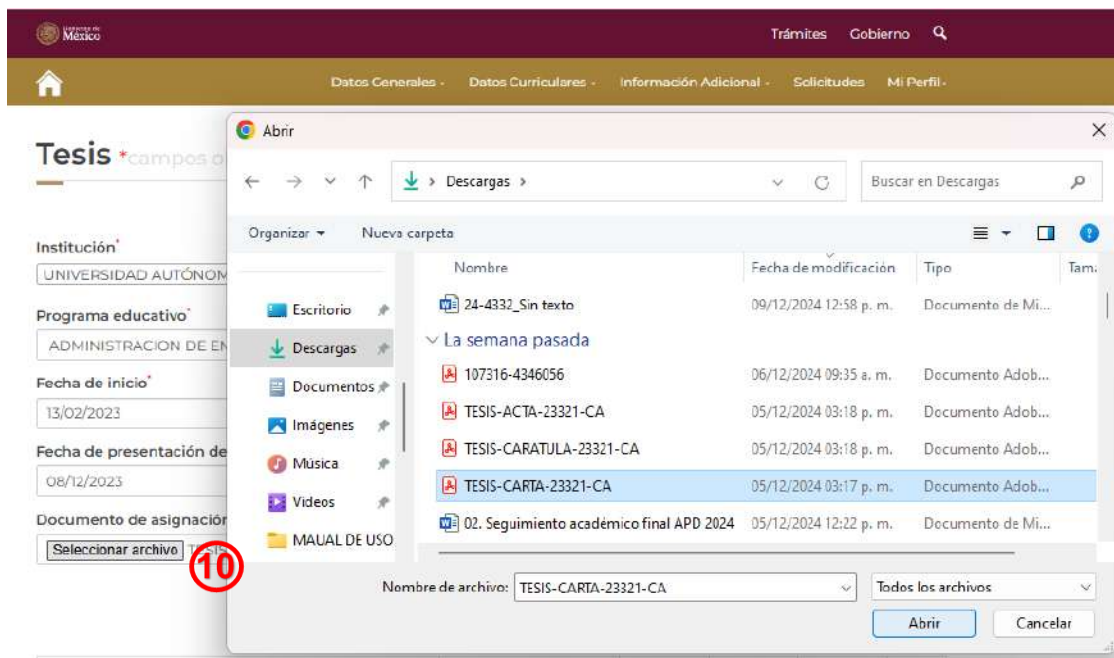 Gobierno de
México
Trámites Gobierno
Datos Generales Datos Curriculares Información Adicional Solicitudes Mi Perfil
Tesis *campos o
Institución*
UNIVERSIDAD AUTÓNOM
Programa educativo*
ADMINISTRACION DE EN
Fecha de inicio*
13/02/2023
Fecha de presentación de
08/12/2023
Documento de asignación
Seleccionar archivo TESIS
10
Abrir
Descargas
Buscar en Descargas
Organizar Nueva carpeta
Escritorio
Descargas
Documentos
Imágenes
Música
Videos
MAUAL DE USO
Nombre Fecha de modificación Tipo Tama
24-4332_Sin texto 09/12/2024 12:58 p. m. Documento de Mi...
La semana pasada
107316-4346056 06/12/2024 09:35 a. m. Documento Adob...
TESIS-ACTA-23321-CA 05/12/2024 03:18 p. m. Documento Adob...
TESIS-CARATULA-23321-CA 05/12/2024 03:18 p. m. Documento Adob...
TESIS-CARTA-23321-CA 05/12/2024 03:17 p. m. Documento Adob...
02. Seguimiento académico final APD 2024 05/12/2024 12:22 p. m. Documento de Mi...
Nombre de archivo: TESIS-CARTA-23321-CA Todos los archivos
Abrir Cancelar